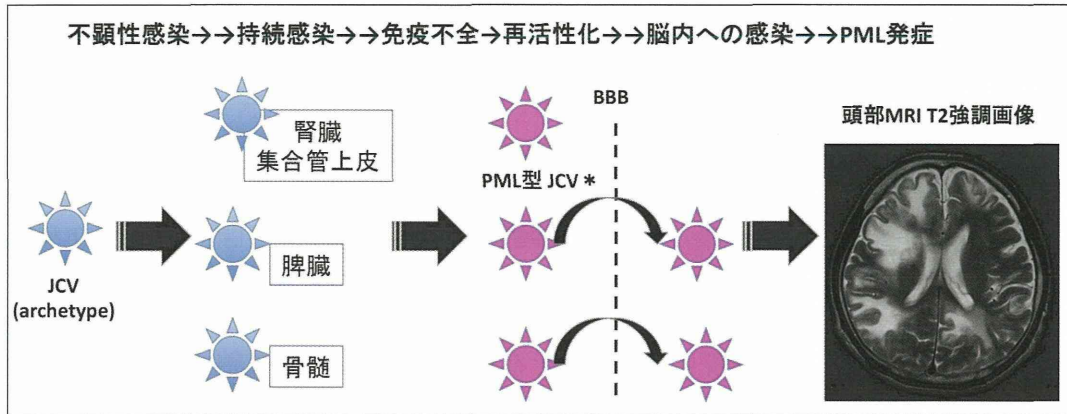 不顕性感染→→持続感染→→免疫不全→再活性化→→脳内への感染→→PML発症
BBB
頭部MRI T2強調画像
腎臓
集合管上皮
PML型 JCV *
JCV
(archetype)
脾臓
骨髄